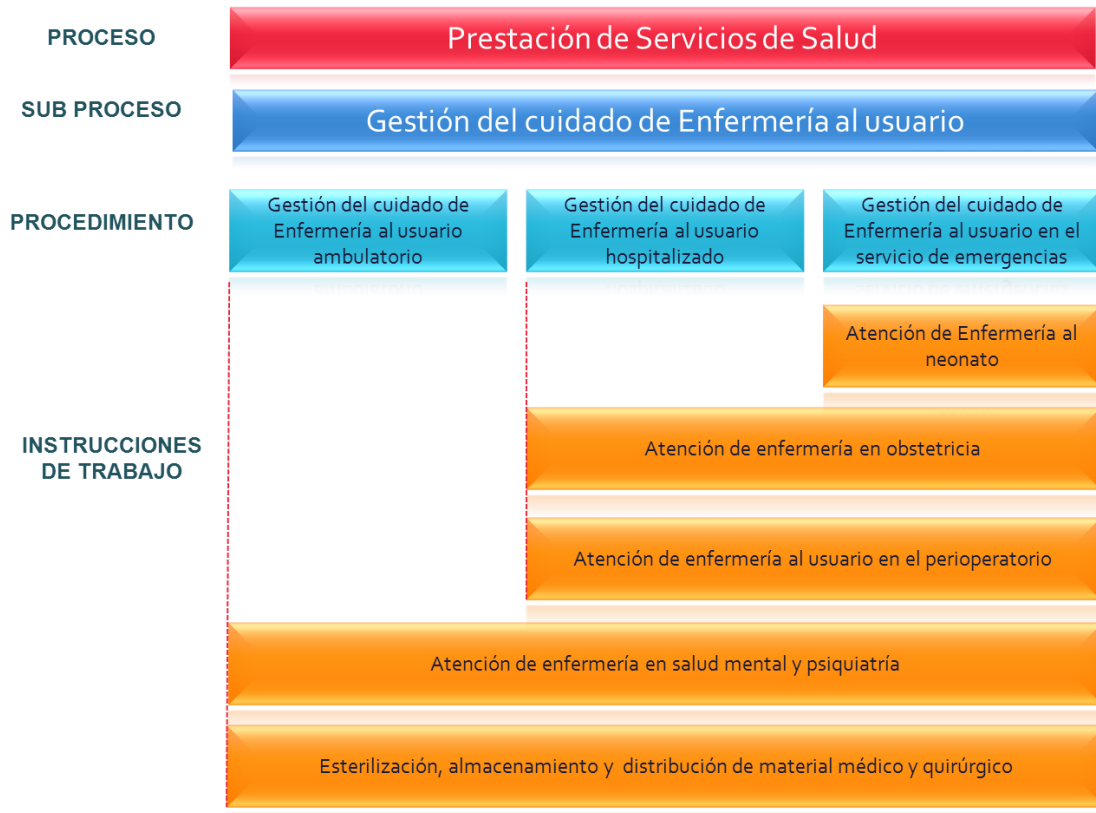 PROCESO
Prestación de Servicios de Salud
SUB PROCESO
Gestión del cuidado de Enfermería al usuario
PROCEDIMIENTO
Gestión del cuidado de
Enfermería al usuario
ambulatorio
Gestión del cuidado de
Enfermería al usuario
hospitalizado
Gestión del cuidado de
Enfermería al usuario en el
servicio de emergencias
INSTRUCCIONES
DE TRABAJO
Atención de Enfermería al
neonato
Atención de enfermería en obstetricia
Atención de enfermería al usuario en el perioperatorio
Atención de enfermería en salud mental y psiquiatría
Esterilización, almacenamiento y distribución de material médico y quirúrgico